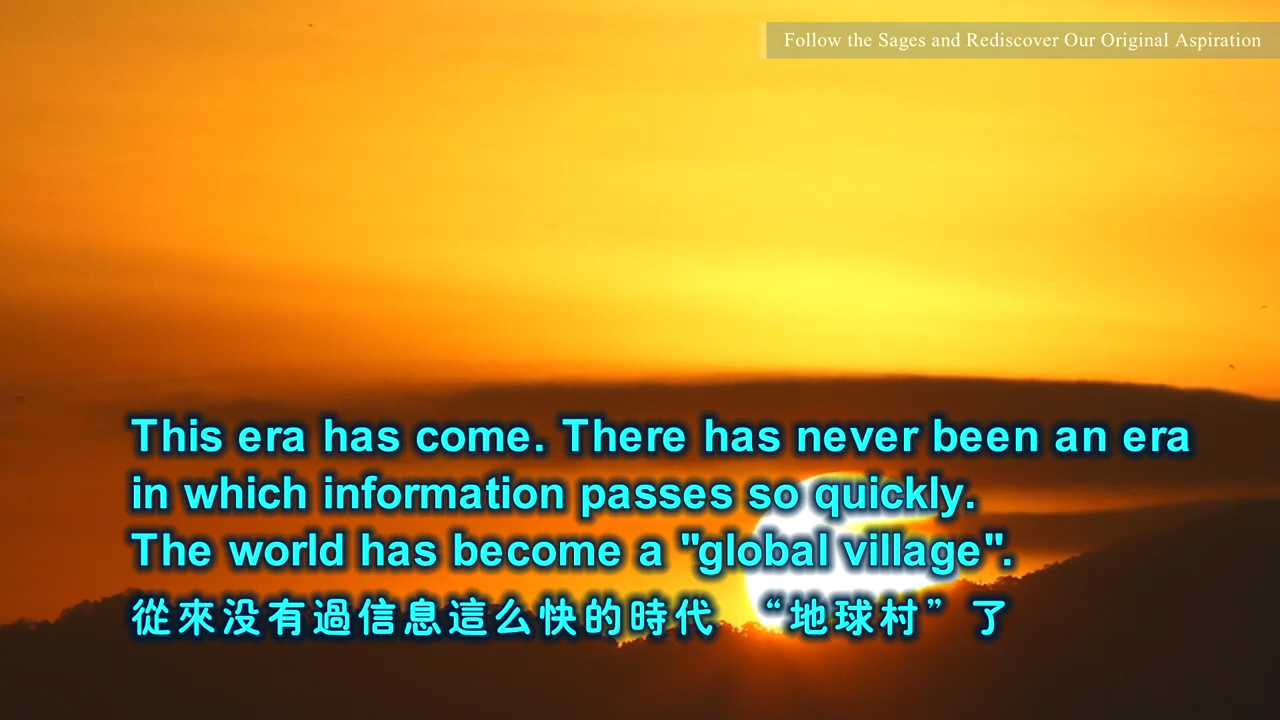 Follow the Sages and Rediscover Our Original Aspiration
This era has come. There has never been an era
in which information passes so quickly.
The world has become a "global village".
從來没有過信息這么快的時代 “地球村”了